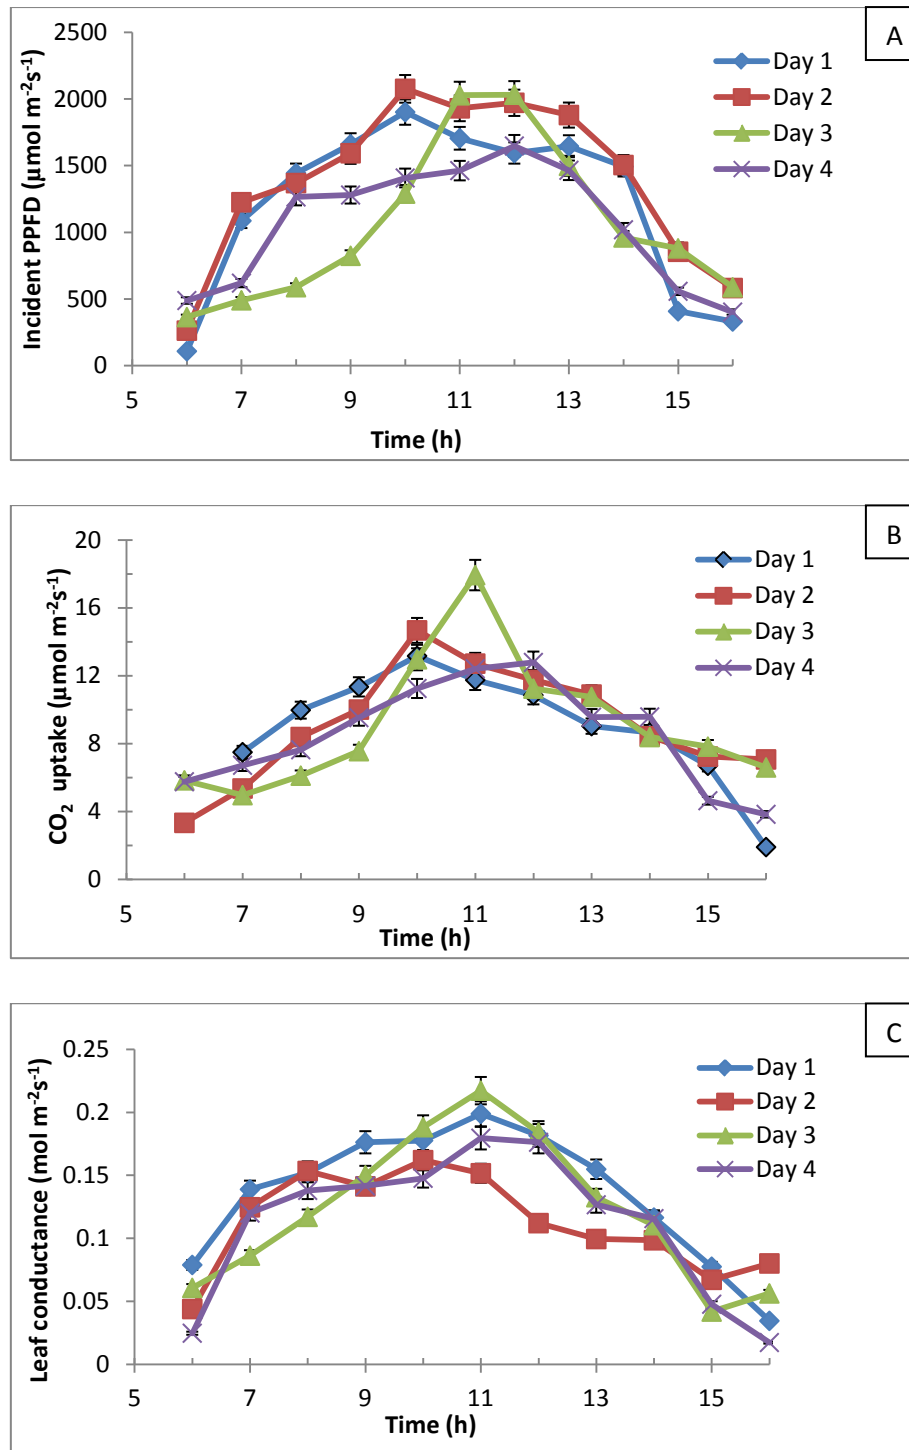 A
2500
2000
1500
1000
500
0
Incident PPFD (µmol m⁻²s⁻¹)
Day 1
Day 2
Day 3
Day 4
5 7 9 11 13 15
Time (h)
B
20
16
12
8
4
0
CO₂ uptake (µmol m⁻²s⁻¹)
Day 1
Day 2
Day 3
Day 4
5 7 9 11 13 15
Time (h)
C
0.25
0.2
0.15
0.1
0.05
0
Leaf conductance (mol m⁻²s⁻¹)
Day 1
Day 2
Day 3
Day 4
5 7 9 11 13 15
Time (h)